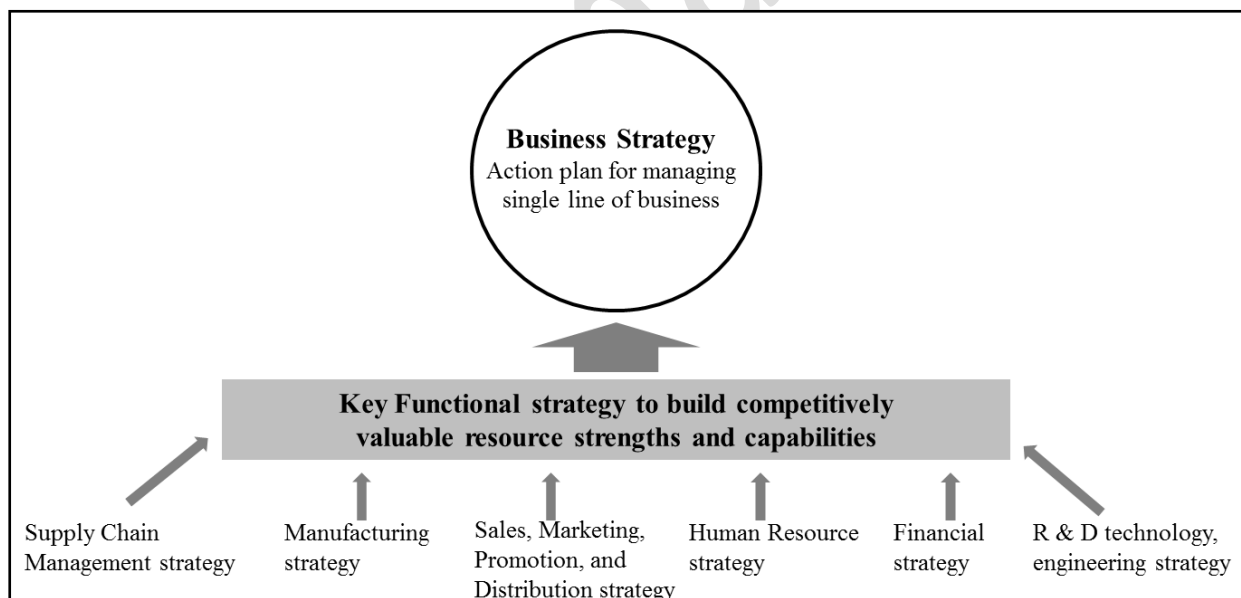 Business Strategy
Action plan for managing
single line of business
Key Functional strategy to build competitively
valuable resource strengths and capabilities
Supply Chain
Management strategy
Manufacturing
strategy
Sales, Marketing,
Promotion, and
Distribution strategy
Human Resource
strategy
Financial
strategy
R & D technology,
engineering strategy